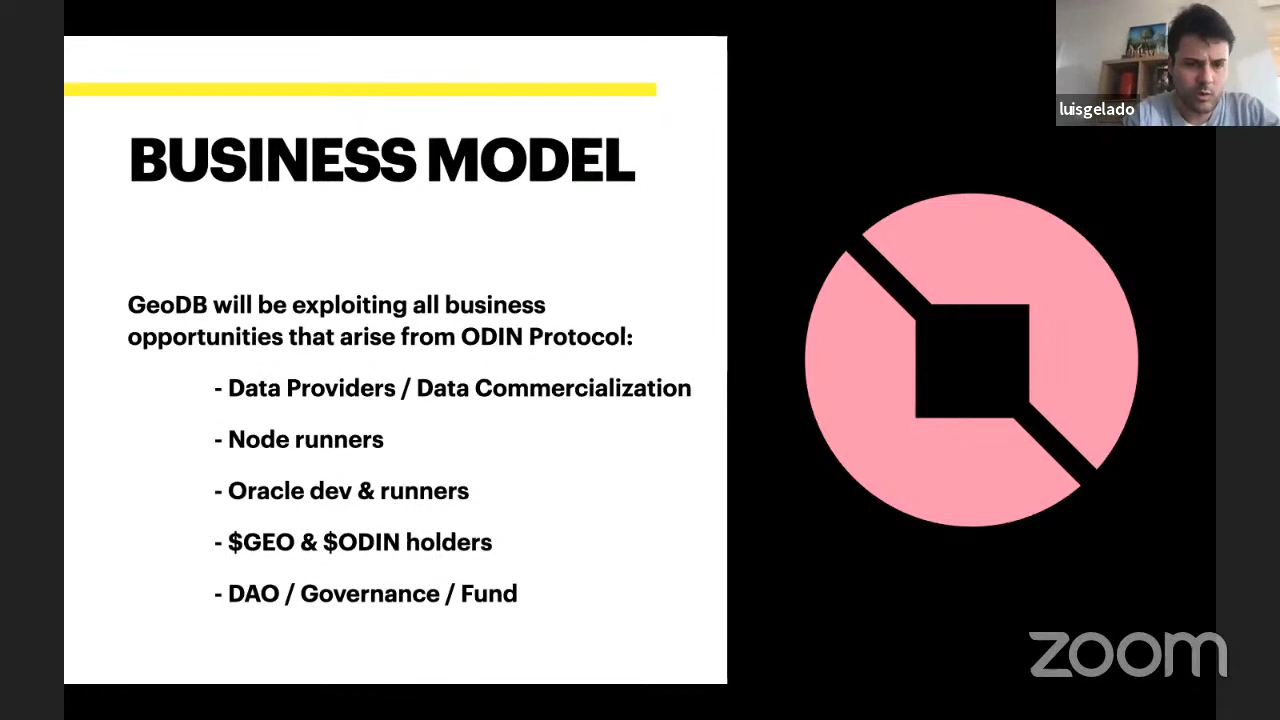 BUSINESS MODEL
GeoDB will be exploiting all business
opportunities that arise from ODIN Protocol:
- Data Providers / Data Commercialization
- Node runners
- Oracle dev & runners
- $GEO & $ODIN holders
- DAO / Governance / Fund
luisgelado
zoom